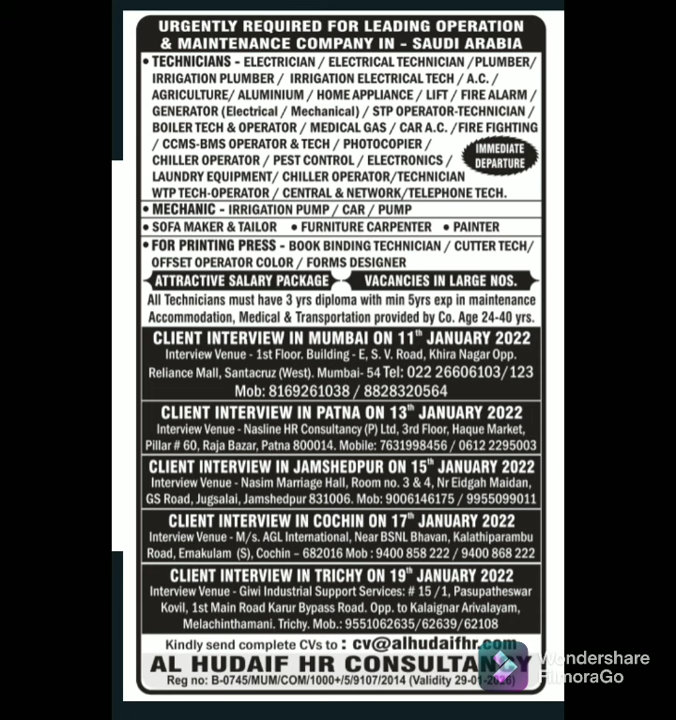 URGENTLY REQUIRED FOR LEADING OPERATION
& MAINTENANCE COMPANY IN - SAUDI ARABIA
• TECHNICIANS - ELECTRICIAN / ELECTRICAL TECHNICIAN /PLUMBER/
IRRIGATION PLUMBER / IRRIGATION ELECTRICAL TECH / A.C. /
AGRICULTURE/ ALUMINIUM / HOME APPLIANCE / LIFT / FIRE ALARM /
GENERATOR (Electrical / Mechanical) / STP OPERATOR-TECHNICIAN /
BOILER TECH & OPERATOR / MEDICAL GAS / CAR A.C. /FIRE FIGHTING
/ CCMS-BMS OPERATOR & TECH / PHOTOCOPIER /
CHILLER OPERATOR / PEST CONTROL / ELECTRONICS /
LAUNDRY EQUIPMENT/ CHILLER OPERATOR/TECHNICIAN
WTP TECH-OPERATOR / CENTRAL & NETWORK/TELEPHONE TECH.
IMMEDIATE
DEPARTURE
• MECHANIC - IRRIGATION PUMP / CAR / PUMP
• SOFA MAKER & TAILOR • FURNITURE CARPENTER • PAINTER
• FOR PRINTING PRESS - BOOK BINDING TECHNICIAN / CUTTER TECH/
OFFSET OPERATOR COLOR / FORMS DESIGNER
ATTRACTIVE SALARY PACKAGE VACANCIES IN LARGE NOS.
All Technicians must have 3 yrs diploma with min 5yrs exp in maintenance
Accommodation, Medical & Transportation provided by Co. Age 24-40 yrs.
CLIENT INTERVIEW IN MUMBAI ON 11th JANUARY 2022
Interview Venue - 1st Floor. Building - E, S. V. Road, Khira Nagar Opp.
Reliance Mall, Santacruz (West). Mumbai- 54 Tel: 022 26606103/123
Mob: 8169261038 / 8828320564
CLIENT INTERVIEW IN PATNA ON 13th JANUARY 2022
Interview Venue - Nasline HR Consultancy (P) Ltd, 3rd Floor, Haque Market,
Pillar # 60, Raja Bazar, Patna 800014. Mobile: 7631998456 / 0612 2295003
CLIENT INTERVIEW IN JAMSHEDPUR ON 15th JANUARY 2022
Interview Venue - Nasim Marriage Hall, Room no. 3 & 4, Nr Eidgah Maidan,
GS Road, Jugsalai, Jamshedpur 831006. Mob: 9006146175 / 9955099011
CLIENT INTERVIEW IN COCHIN ON 17th JANUARY 2022
Interview Venue - M/s. AGL International, Near BSNL Bhavan, Kalathiparambu
Road, Ernakulam (S), Cochin – 682016 Mob : 9400 858 222 / 9400 868 222
CLIENT INTERVIEW IN TRICHY ON 19th JANUARY 2022
Interview Venue - Giwi Industrial Support Services: # 15 /1, Pasupatheswar
Kovil, 1st Main Road Karur Bypass Road. Opp. to Kalaignar Arivalayam,
Melachinthamani. Trichy. Mob.: 9551062635/62639/62108
Kindly send complete CVs to : cv@alhudaifhr.com
AL HUDAIF HR CONSULTANCY
Reg no: B-0745/MUM/COM/1000+/5/9107/2014 (Validity 29-01-2026)
Wondershare
FilmoraGo